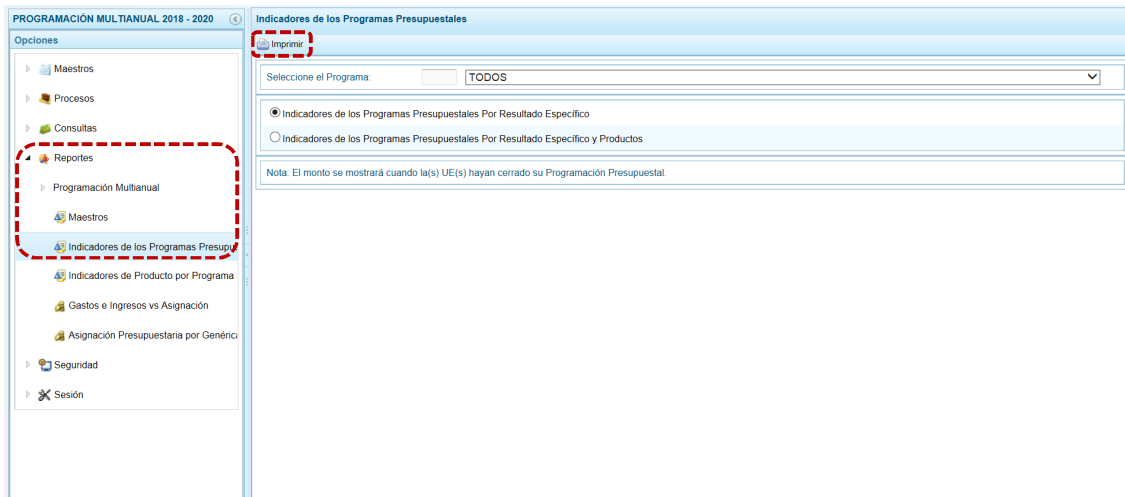 PROGRAMACIÓN MULTIANUAL 2018 - 2020
Opciones
Maestros
Procesos
Consultas
Reportes
Programación Multianual
Maestros
Indicadores de los Programas Presupu
Indicadores de Producto por Programa
Gastos e Ingresos vs Asignación
Asignación Presupuestaria por Genéric
Seguridad
Sesión
Indicadores de los Programas Presupuestales
Imprimir
Seleccione el Programa: TODOS
Indicadores de los Programas Presupuestales Por Resultado Específico
Indicadores de los Programas Presupuestales Por Resultado Específico y Productos
Nota: El monto se mostrará cuando la(s) UE(s) hayan cerrado su Programación Presupuestal.